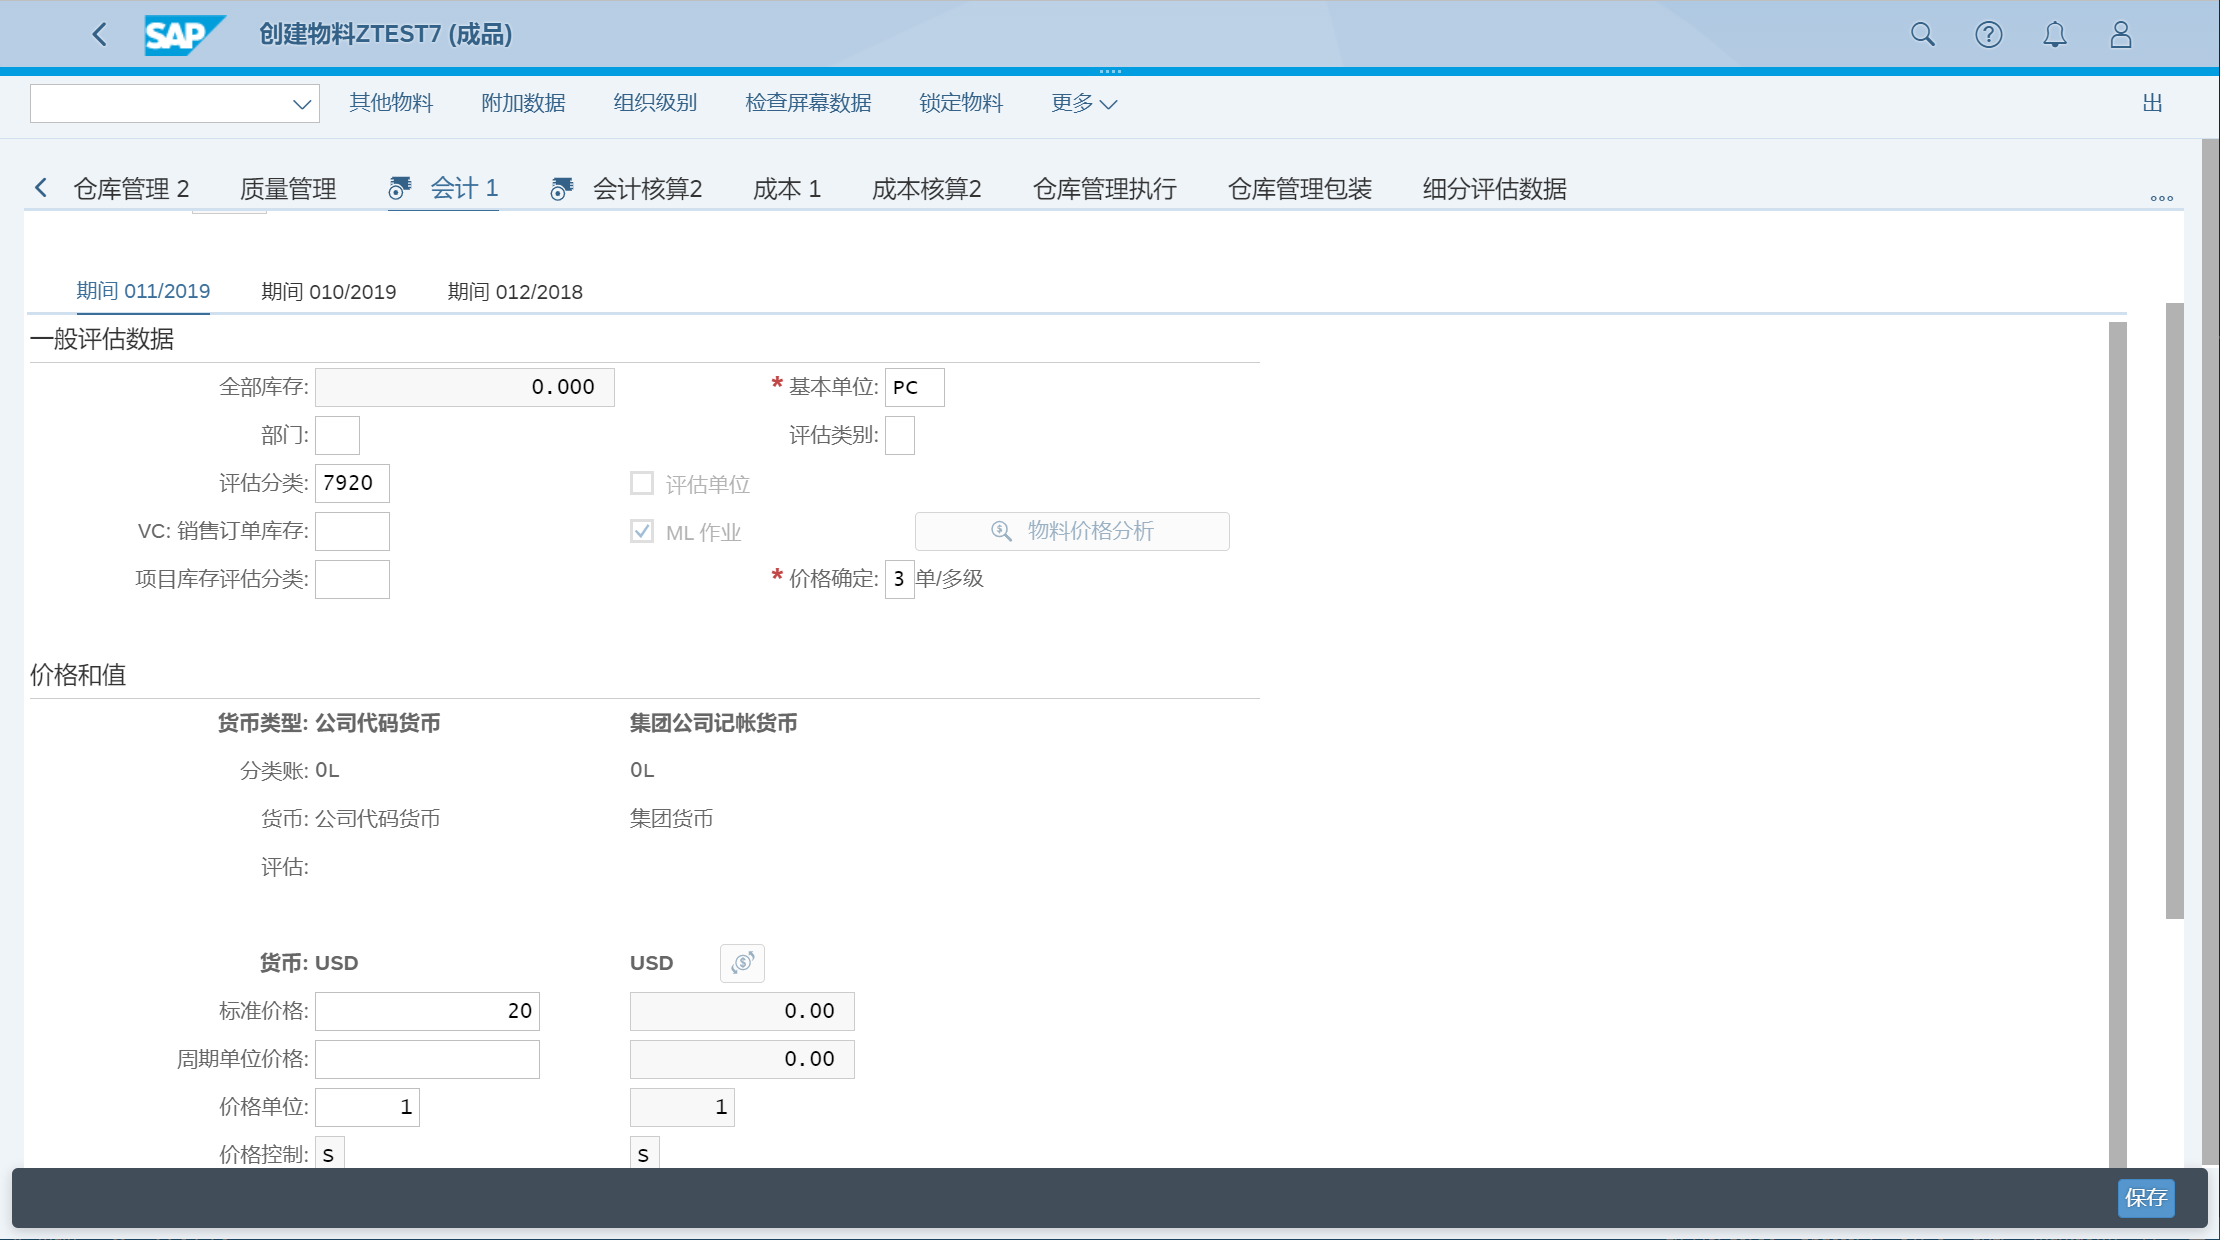 SAP 创建物料ZTEST7 (成品)
其他物料 附加数据 组织级别 检查屏幕数据 锁定物料 更多 出
仓库管理 2 质量管理 会计 1 会计核算2 成本 1 成本核算2 仓库管理执行 仓库管理包装 细分评估数据
期间 011/2019 期间 010/2019 期间 012/2018
一般评估数据
全部库存: 0.000 * 基本单位: PC
部门: 评估类别:
评估分类: 7920 评估单位
VC: 销售订单库存: ML 作业 物料价格分析
项目库存评估分类: * 价格确定: 3 单/多级
价格和值
货币类型: 公司代码货币 集团公司记帐货币
分类账: 0L 0L
货币: 公司代码货币 集团货币
评估:
货币: USD USD
标准价格: 20 0.00
周期单位价格: 0.00
价格单位: 1 1
价格控制: S S
保存